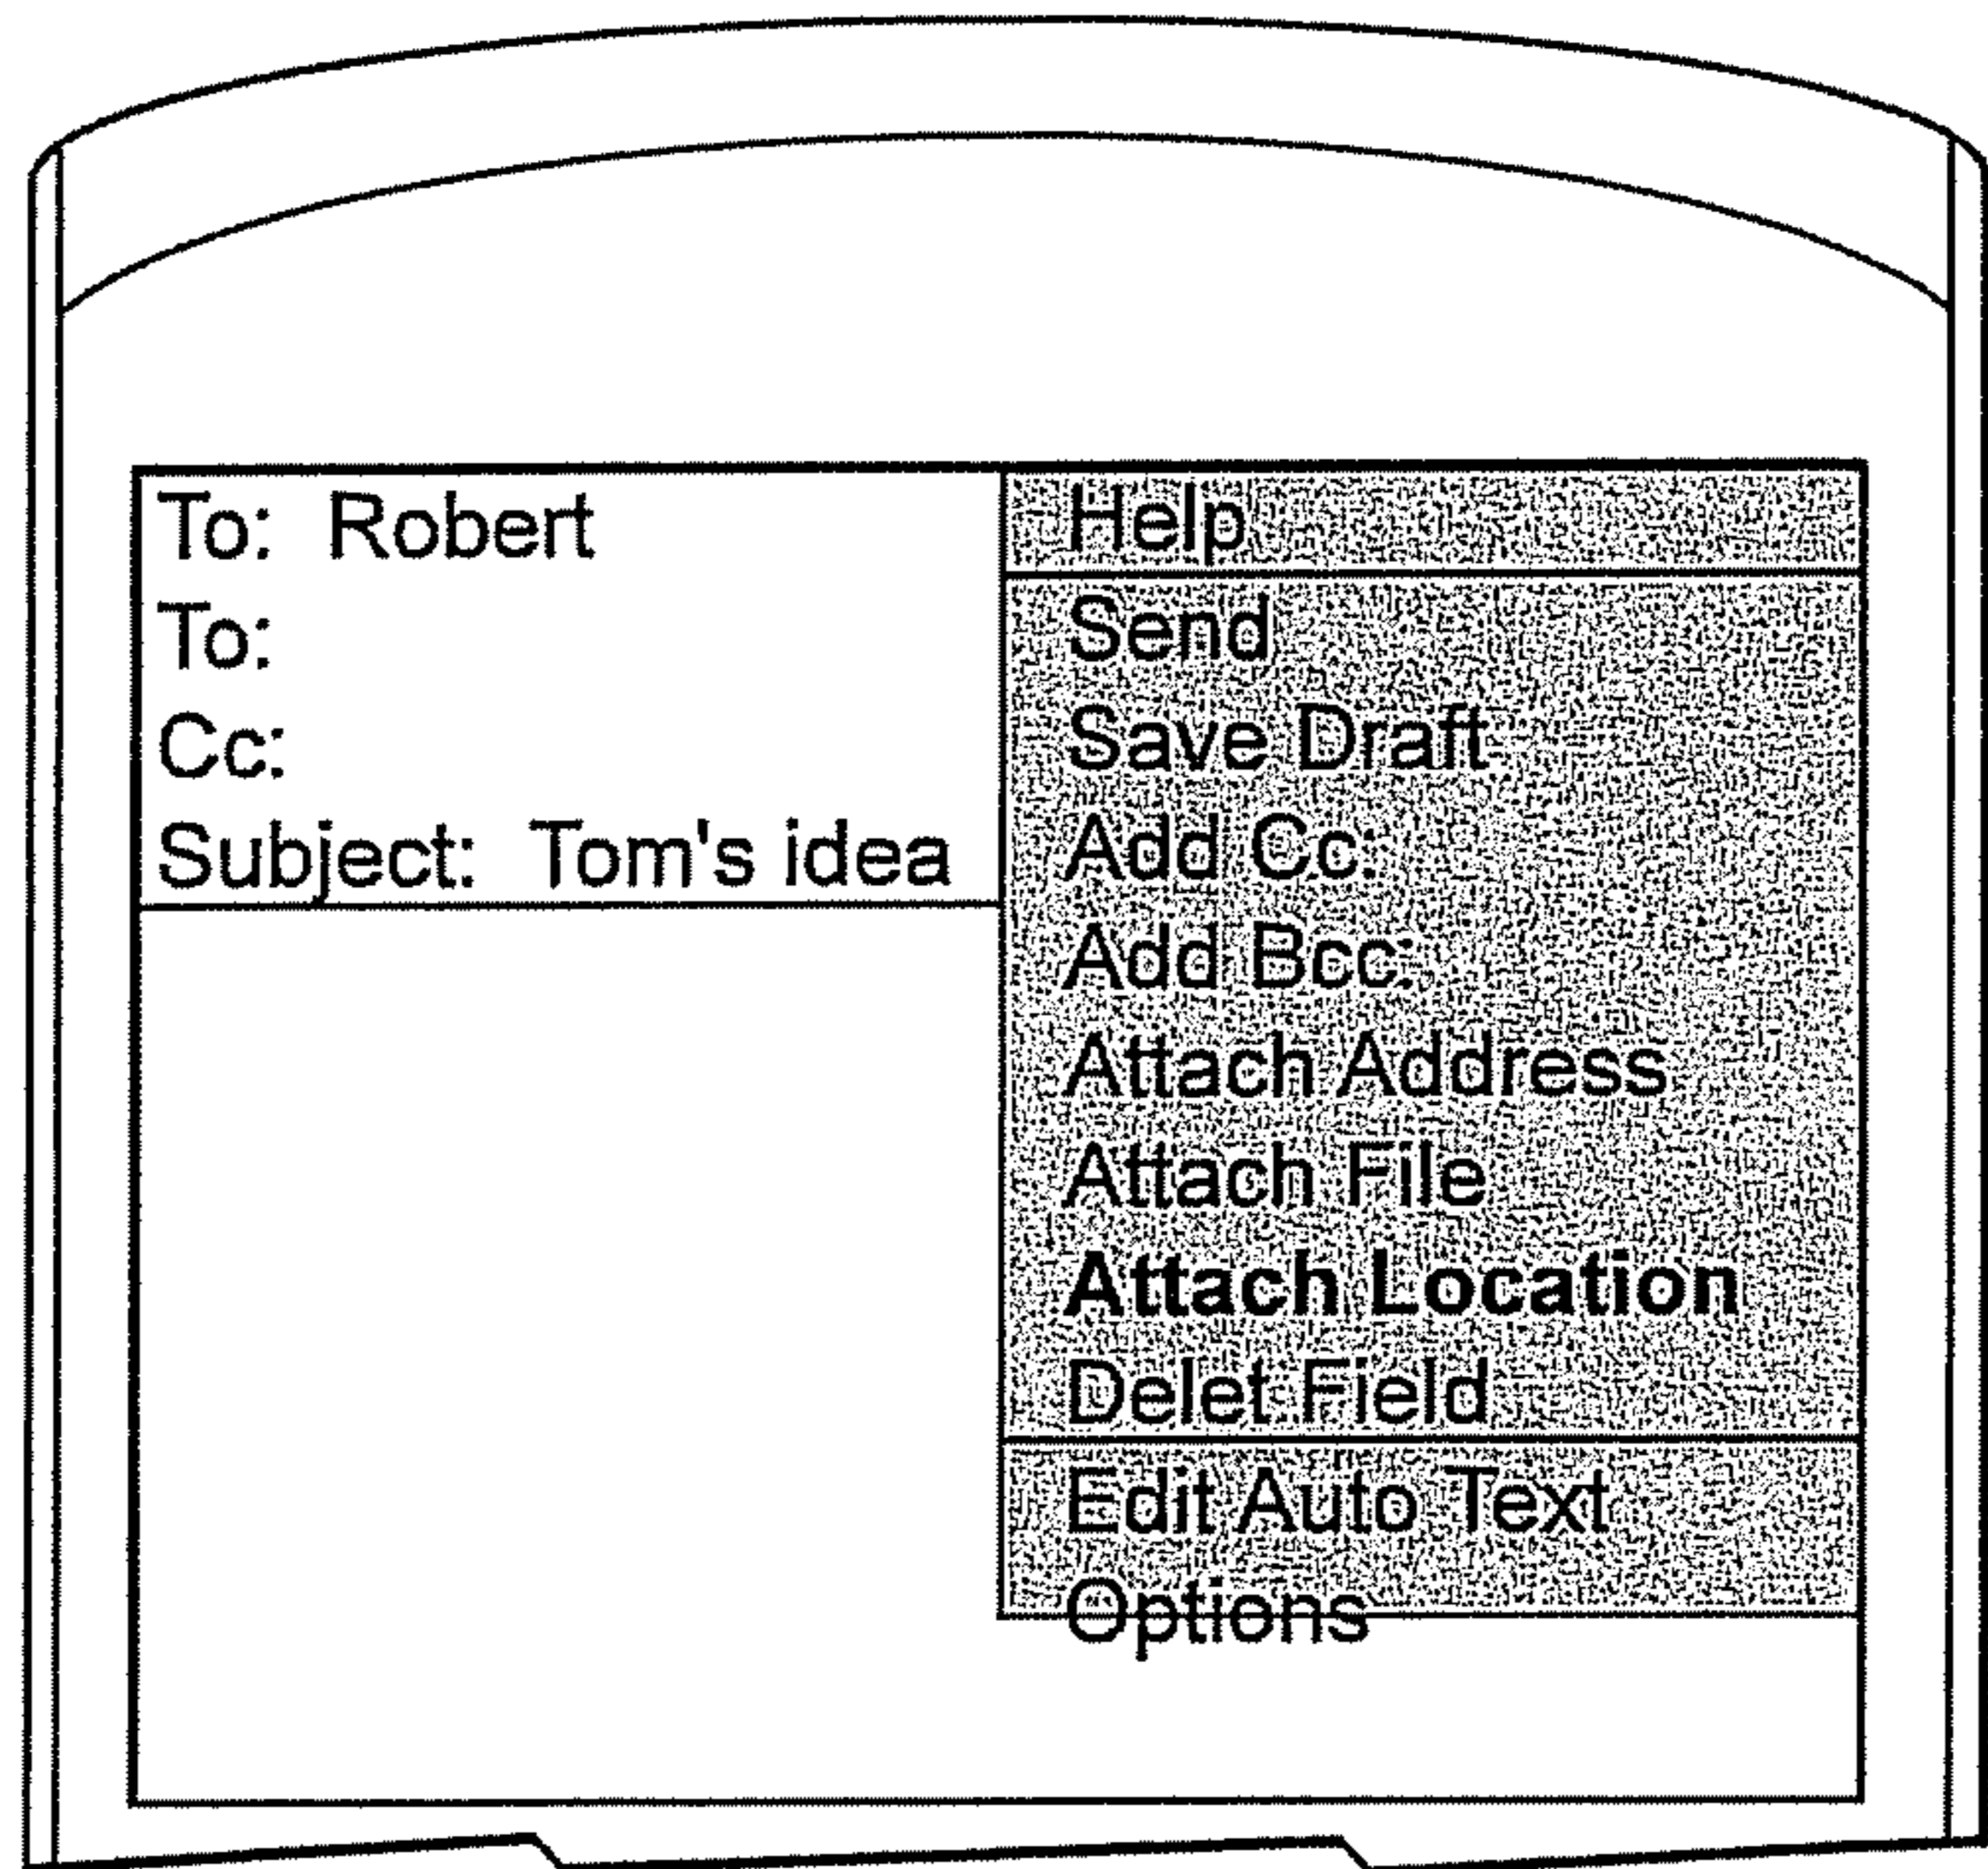 To: Robert
To:
Cc:
Subject: Tom's idea
Help
Send
Save Draft
Add Cc:
Add Bcc:
Attach Address
Attach File
Attach Location
Delet Field
Edit Auto Text
Options